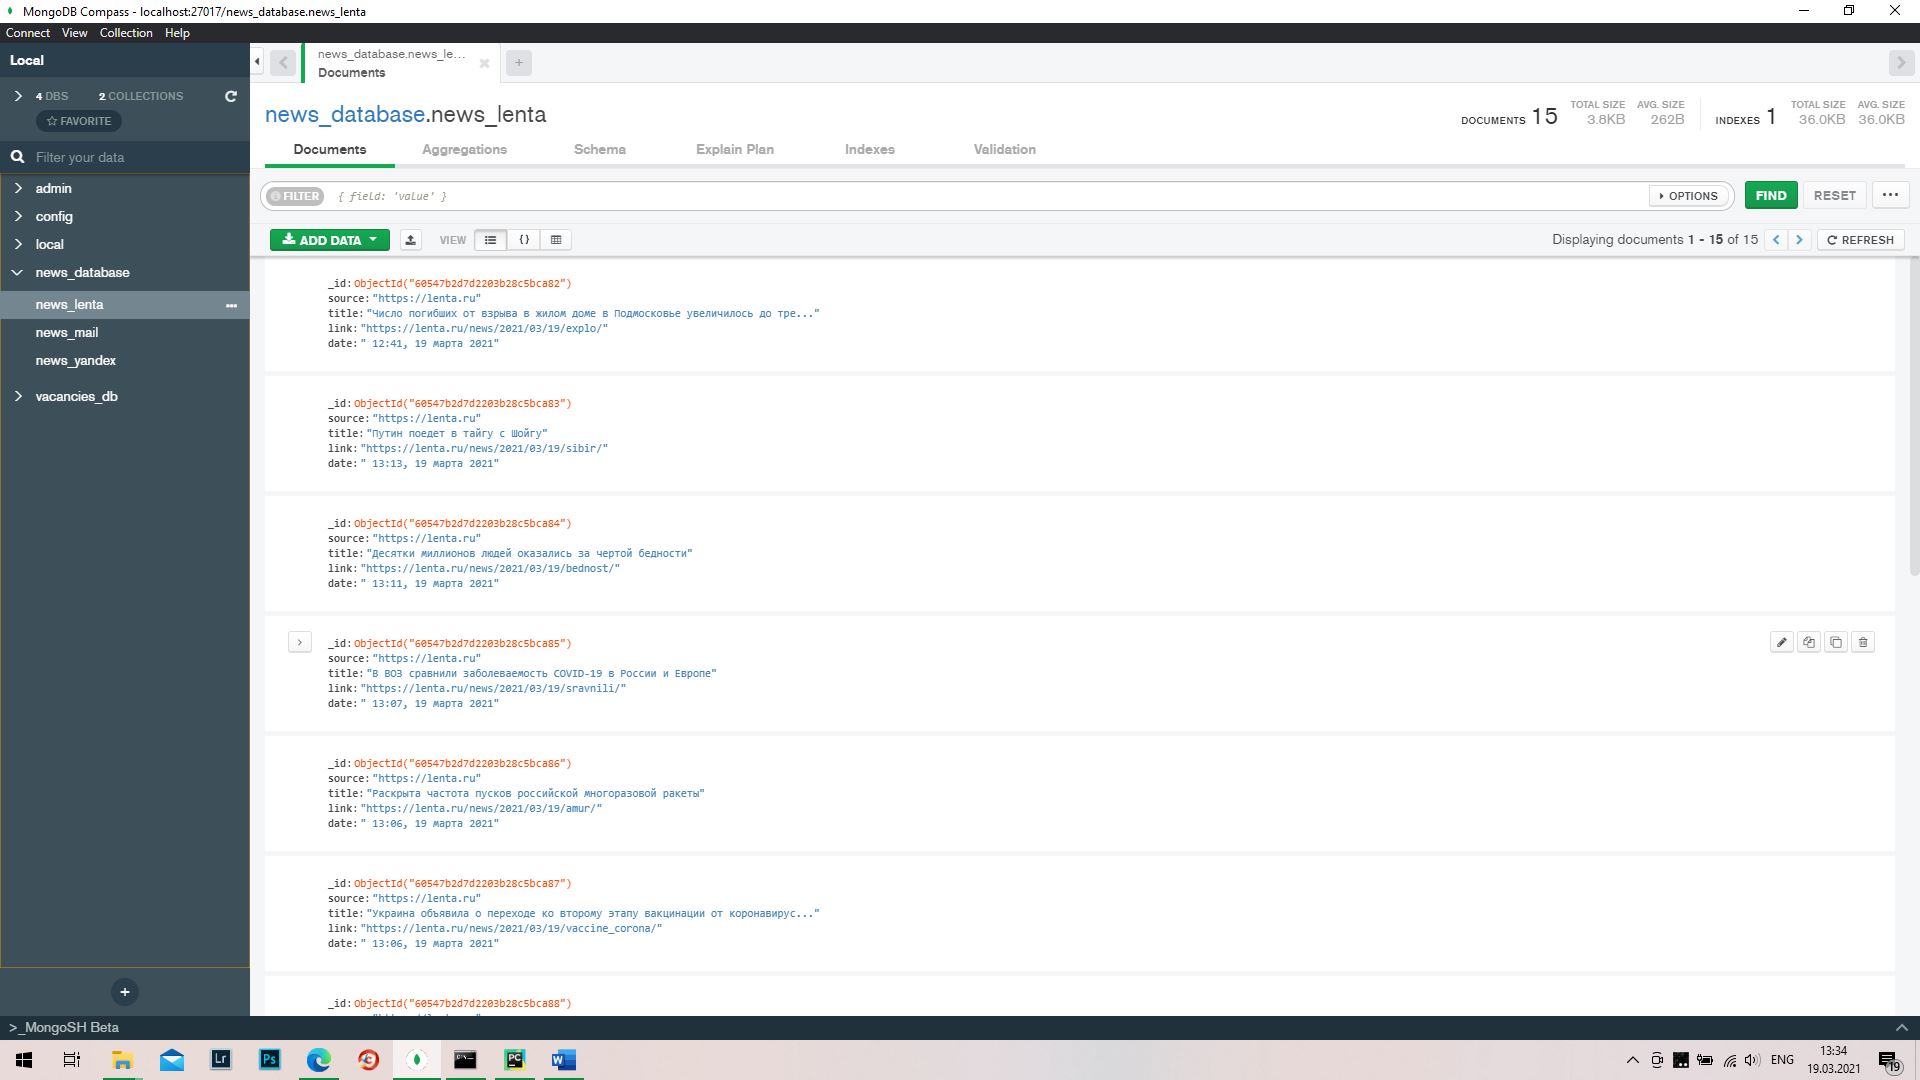 MongoDB Compass - localhost:27017/news_database.news_lenta
Connect View Collection Help
Local
4 DBS 2 COLLECTIONS
FAVORITE
Filter your data
admin
config
local
news_database
news_lenta
news_mail
news_yandex
vacancies_db
news_database.news_le...
Documents
news_database.news_lenta
DOCUMENTS 15 TOTAL SIZE 3.8KB AVG. SIZE 262B INDEXES 1 TOTAL SIZE 36.0KB AVG. SIZE 36.0KB
Documents Aggregations Schema Explain Plan Indexes Validation
FILTER { field: 'value' } OPTIONS FIND RESET ...
ADD DATA VIEW {} Displaying documents 1 - 15 of 15 REFRESH
_id: ObjectId("60547b2d7d2203b28c5bca82")
source: "https://lenta.ru"
title: "Число погибших от взрыва в жилом доме в Подмосковье увеличилось до тре..."
link: "https://lenta.ru/news/2021/03/19/explo/"
date: " 12:41, 19 марта 2021"
_id: ObjectId("60547b2d7d2203b28c5bca83")
source: "https://lenta.ru"
title: "Путин поедет в тайгу с Шойгу"
link: "https://lenta.ru/news/2021/03/19/sibir/"
date: " 13:13, 19 марта 2021"
_id: ObjectId("60547b2d7d2203b28c5bca84")
source: "https://lenta.ru"
title: "Десятки миллионов людей оказались за чертой бедности"
link: "https://lenta.ru/news/2021/03/19/bednost/"
date: " 13:11, 19 марта 2021"
_id: ObjectId("60547b2d7d2203b28c5bca85")
source: "https://lenta.ru"
title: "В ВОЗ сравнили заболеваемость COVID-19 в России и Европе"
link: "https://lenta.ru/news/2021/03/19/sravnili/"
date: " 13:07, 19 марта 2021"
_id: ObjectId("60547b2d7d2203b28c5bca86")
source: "https://lenta.ru"
title: "Раскрыта частота пусков российской многоразовой ракеты"
link: "https://lenta.ru/news/2021/03/19/amur/"
date: " 13:06, 19 марта 2021"
_id: ObjectId("60547b2d7d2203b28c5bca87")
source: "https://lenta.ru"
title: "Украина объявила о переходе ко второму этапу вакцинации от коронавирус..."
link: "https://lenta.ru/news/2021/03/19/vaccine_corona/"
date: " 13:06, 19 марта 2021"
_id: ObjectId("60547b2d7d2203b28c5bca88")
>_MongoSH Beta
Lr Ps PC W ENG 13:34
19.03.2021 19